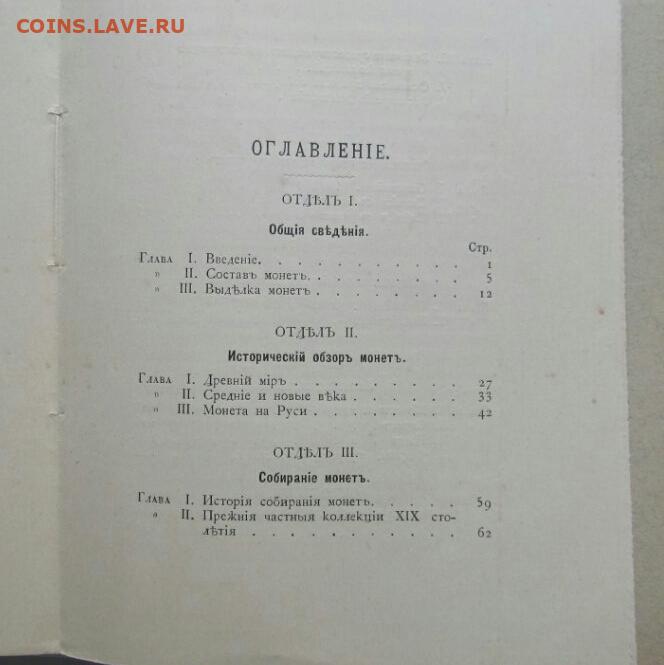 COINS.LAVE.RU
ОГЛАВЛЕНІЕ.
ОТДѢЛЪ I.
Общія свѣдѣнія.
Стр.
Глава I. Введеніе. . . . . . . . . . . 1
» II. Составъ монетъ. . . . . . . . . 5
» III. Выдѣлка монетъ . . . . . . . . 12
ОТДѢЛЪ II.
Историческій обзоръ монетъ.
Глава I. Древній міръ . . . . . . . . . 27
» II. Средніе и новые вѣка . . . . . . 33
» III. Монета на Руси . . . . . . . . 42
ОТДѢЛЪ III.
Собираніе монетъ.
Глава I. Исторія собиранія монетъ. . . . . 59
» II. Прежнія частныя коллекціи XIX сто-
лѣтія . . . . . . . . . . . 62